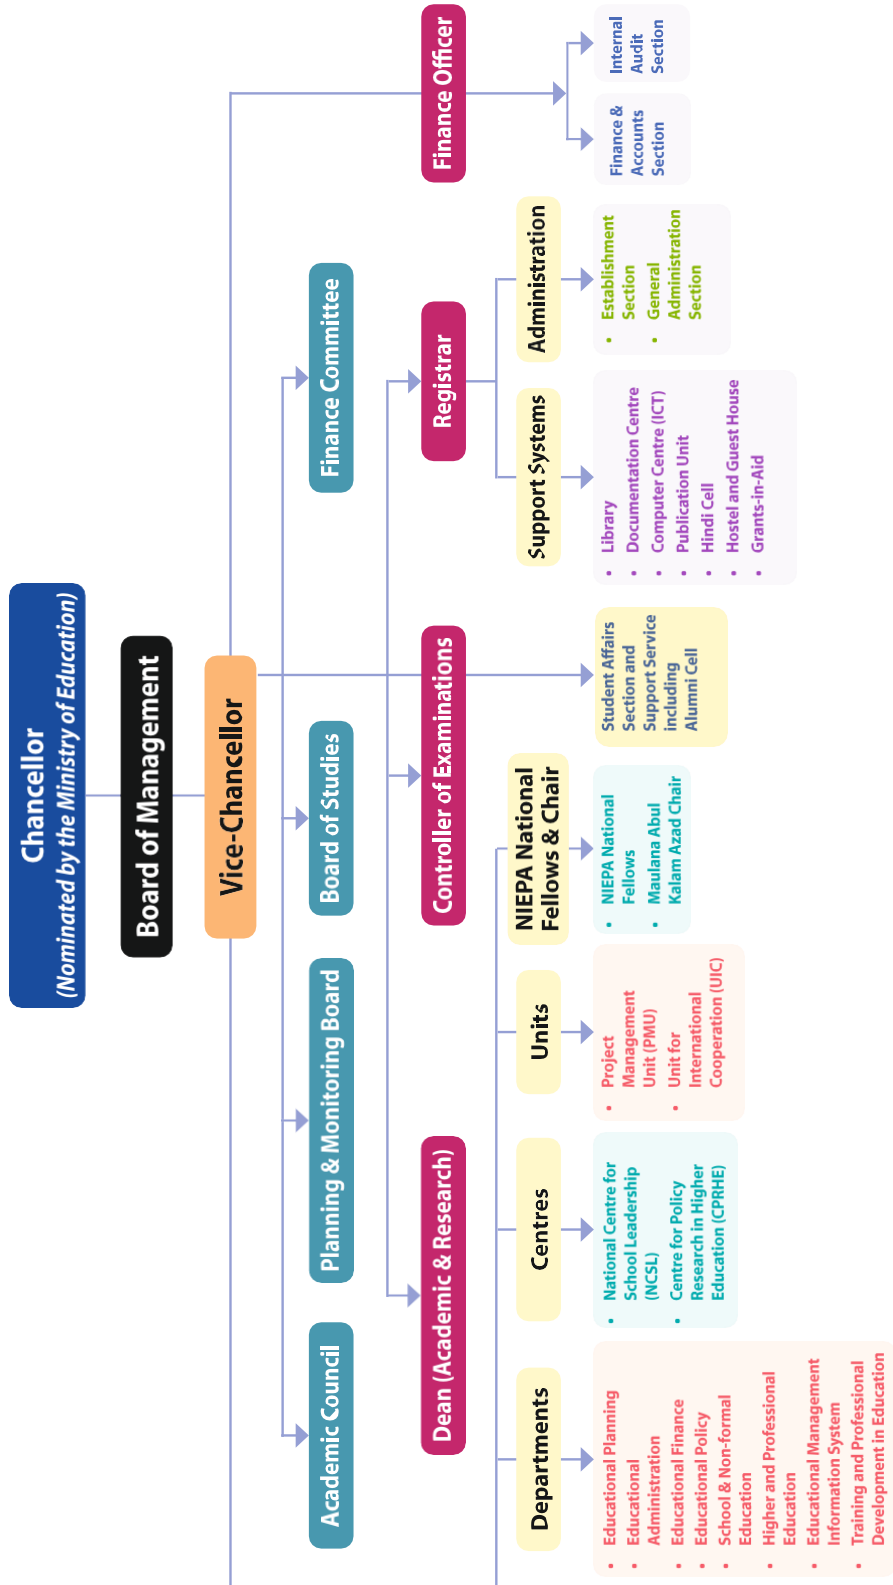 Chancellor
(Nominated by the Ministry of Education)
Board of Management
Vice-Chancellor
Academic Council
Planning & Monitoring Board
Board of Studies
Finance Committee
Dean (Academic & Research)
Controller of Examinations
Registrar
Finance Officer
Departments
Centres
Units
NIEPA National
Fellows & Chair
Support Systems
Administration
• Educational Planning
• Educational
Administration
• Educational Finance
• Educational Policy
• School & Non-formal
Education
• Higher and Professional
Education
• Educational Management
Information System
• Training and Professional
Development in Education
• National Centre for
School Leadership
(NCSL)
• Centre for Policy
Research in Higher
Education (CPRHE)
• Project
Management
Unit (PMU)
• Unit for
International
Cooperation (UIC)
• NIEPA National
Fellows
• Maulana Abul
Kalam Azad Chair
Student Affairs
Section and
Support Service
including
Alumni Cell
• Library
• Documentation Centre
• Computer Centre (ICT)
• Publication Unit
• Hindi Cell
• Hostel and Guest House
• Grants-in-Aid
• Establishment
Section
• General
Administration
Section
Finance &
Accounts
Section
Internal
Audit
Section